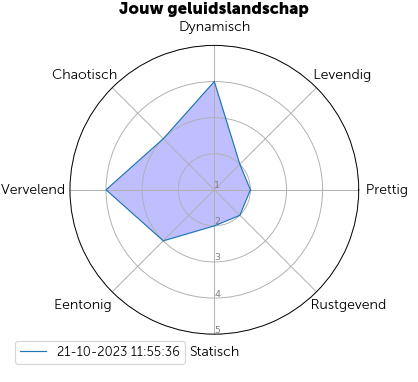 Jouw geluidslandschap
Dynamisch
Chaotisch
Levendig
Vervelend
1
Prettig
2
3
4
Eentonig
Rustgevend
5
21-10-2023 11:55:36
Statisch